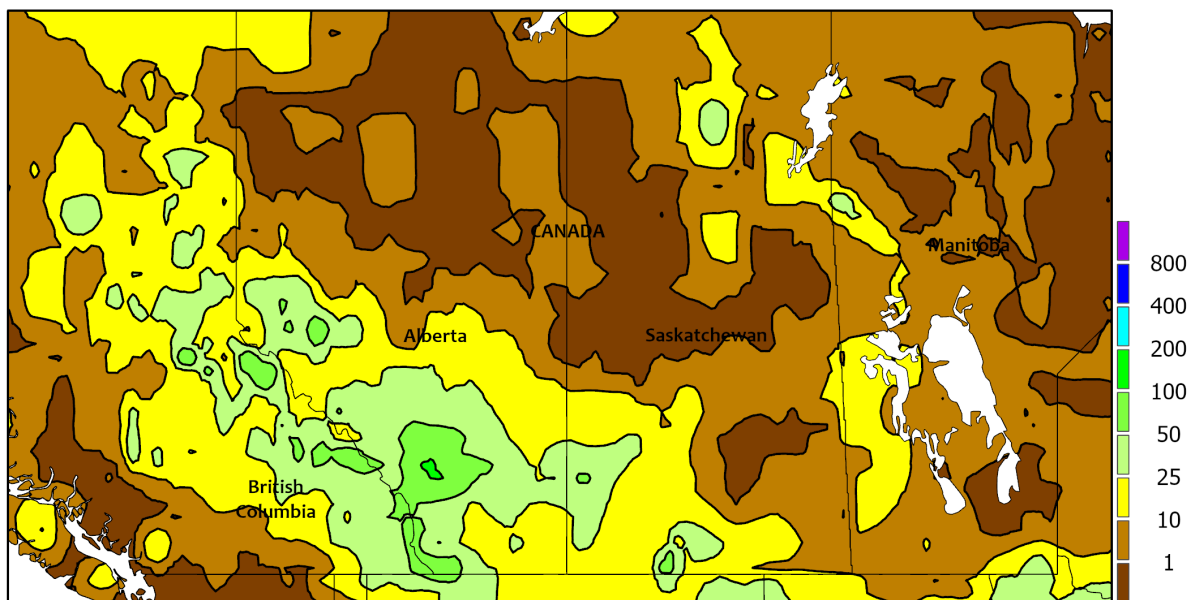 CANADA
Manitoba
Alberta
Saskatchewan
British
Columbia
800
400
200
100
50
25
10
1